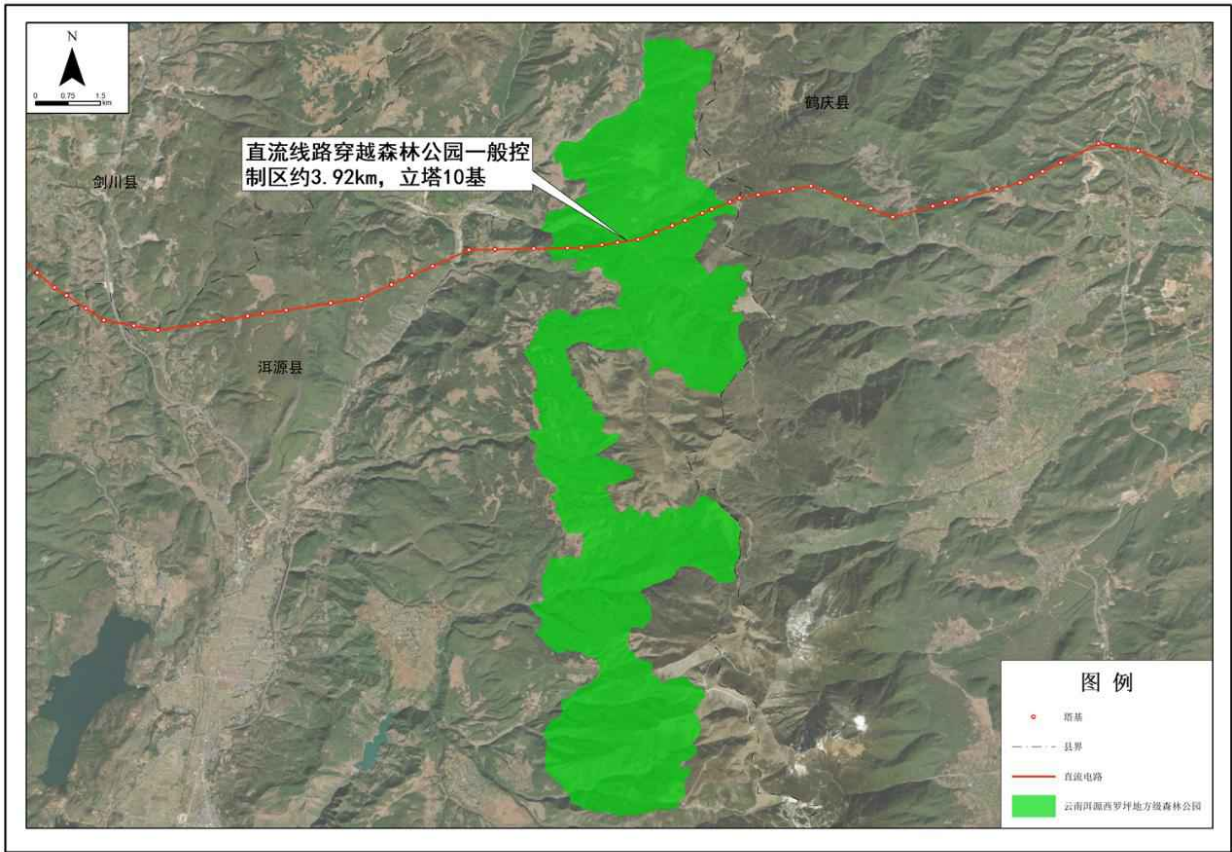 N
0 0.75 1.5
km
鹤庆县
直流线路穿越森林公园一般控
制区约3.92km，立塔10基
剑川县
洱源县
图 例
塔基
县界
直流电路
云南洱源西罗坪地方级森林公园